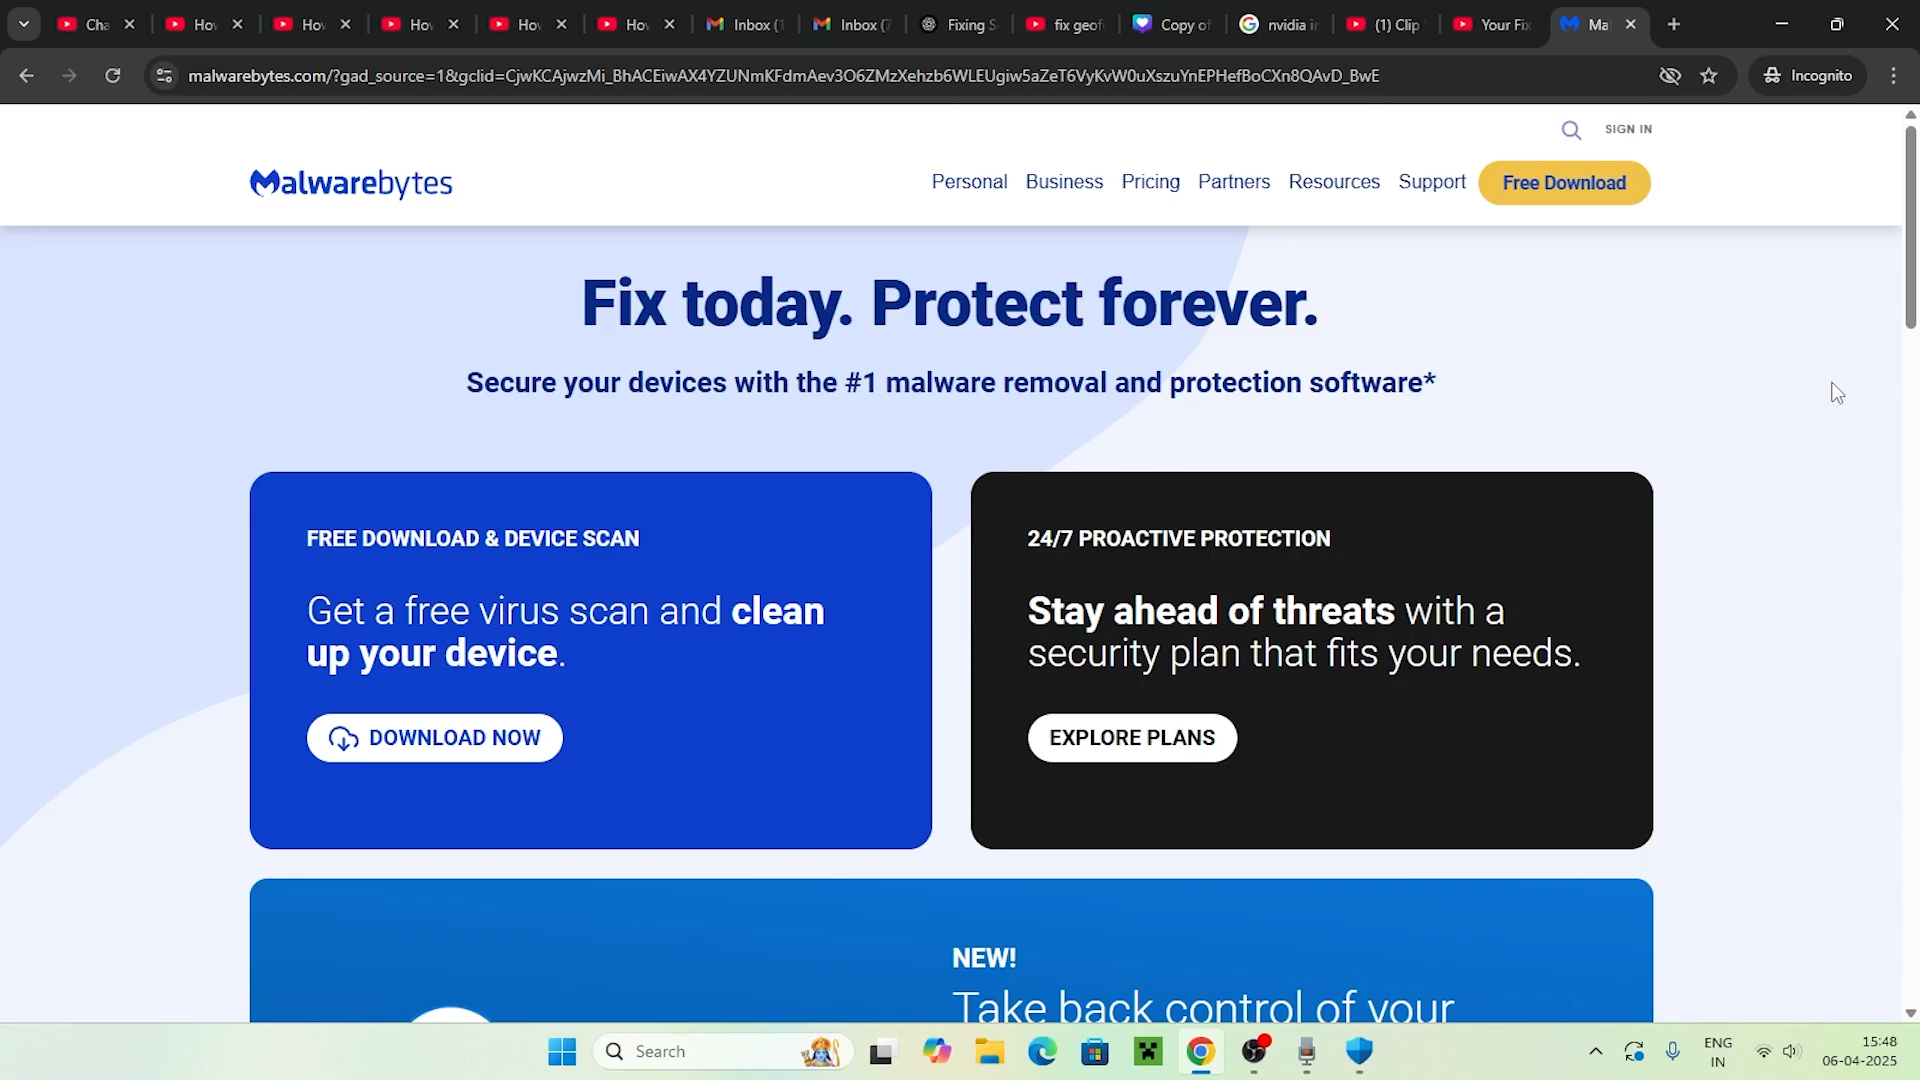 Cha
Hov
Hov
Hov
Hov
Hov
Inbox (1
Inbox (7
Fixing S
fix geof
Copy of
nvidia ir
(1) Clip
Your Fix
Ma
malwarebytes.com/?gad_source=1&gclid=CjwKCAjwzMi_BhACEiwAX4YZUNmKFdmAev3O6ZMzXehzb6WLEUgiw5aZeT6VyKvW0uXszuYnEPHefBoCXn8QAvD_BwE
Incognito
SIGN IN
Malwarebytes
Personal
Business
Pricing
Partners
Resources
Support
Free Download
Fix today. Protect forever.
Secure your devices with the #1 malware removal and protection software*
FREE DOWNLOAD & DEVICE SCAN
Get a free virus scan and clean
up your device.
DOWNLOAD NOW
24/7 PROACTIVE PROTECTION
Stay ahead of threats with a
security plan that fits your needs.
EXPLORE PLANS
NEW!
Take back control of your
Search
ENG
IN
15:48
06-04-2025